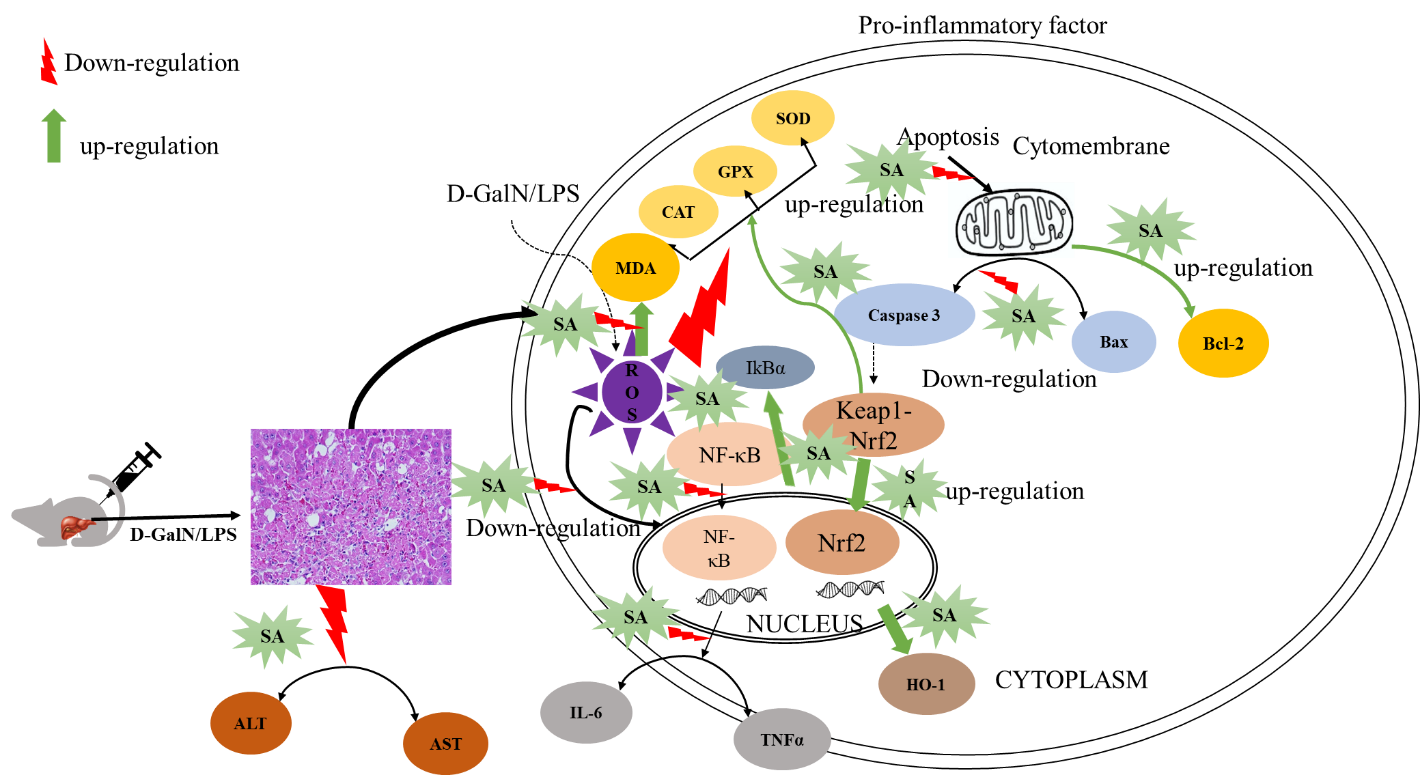 Pro-inflammatory factor
Down-regulation
up-regulation
SOD
Apoptosis
Cytomembrane
GPX
SA
D-GalN/LPS
up-regulation
CAT
SA
MDA
SA
up-regulation
SA
SA
Caspase 3
SA
Bax
Bcl-2
R
O
S
IkBα
Down-regulation
SA
Keap1-
Nrf2
NF-κB
SA
SA
SA
S
A
up-regulation
D-GalN/LPS
Down-regulation
NF-
κB
Nrf2
SA
SA
SA
NUCLEUS
HO-1
CYTOPLASM
ALT
AST
IL-6
TNFα